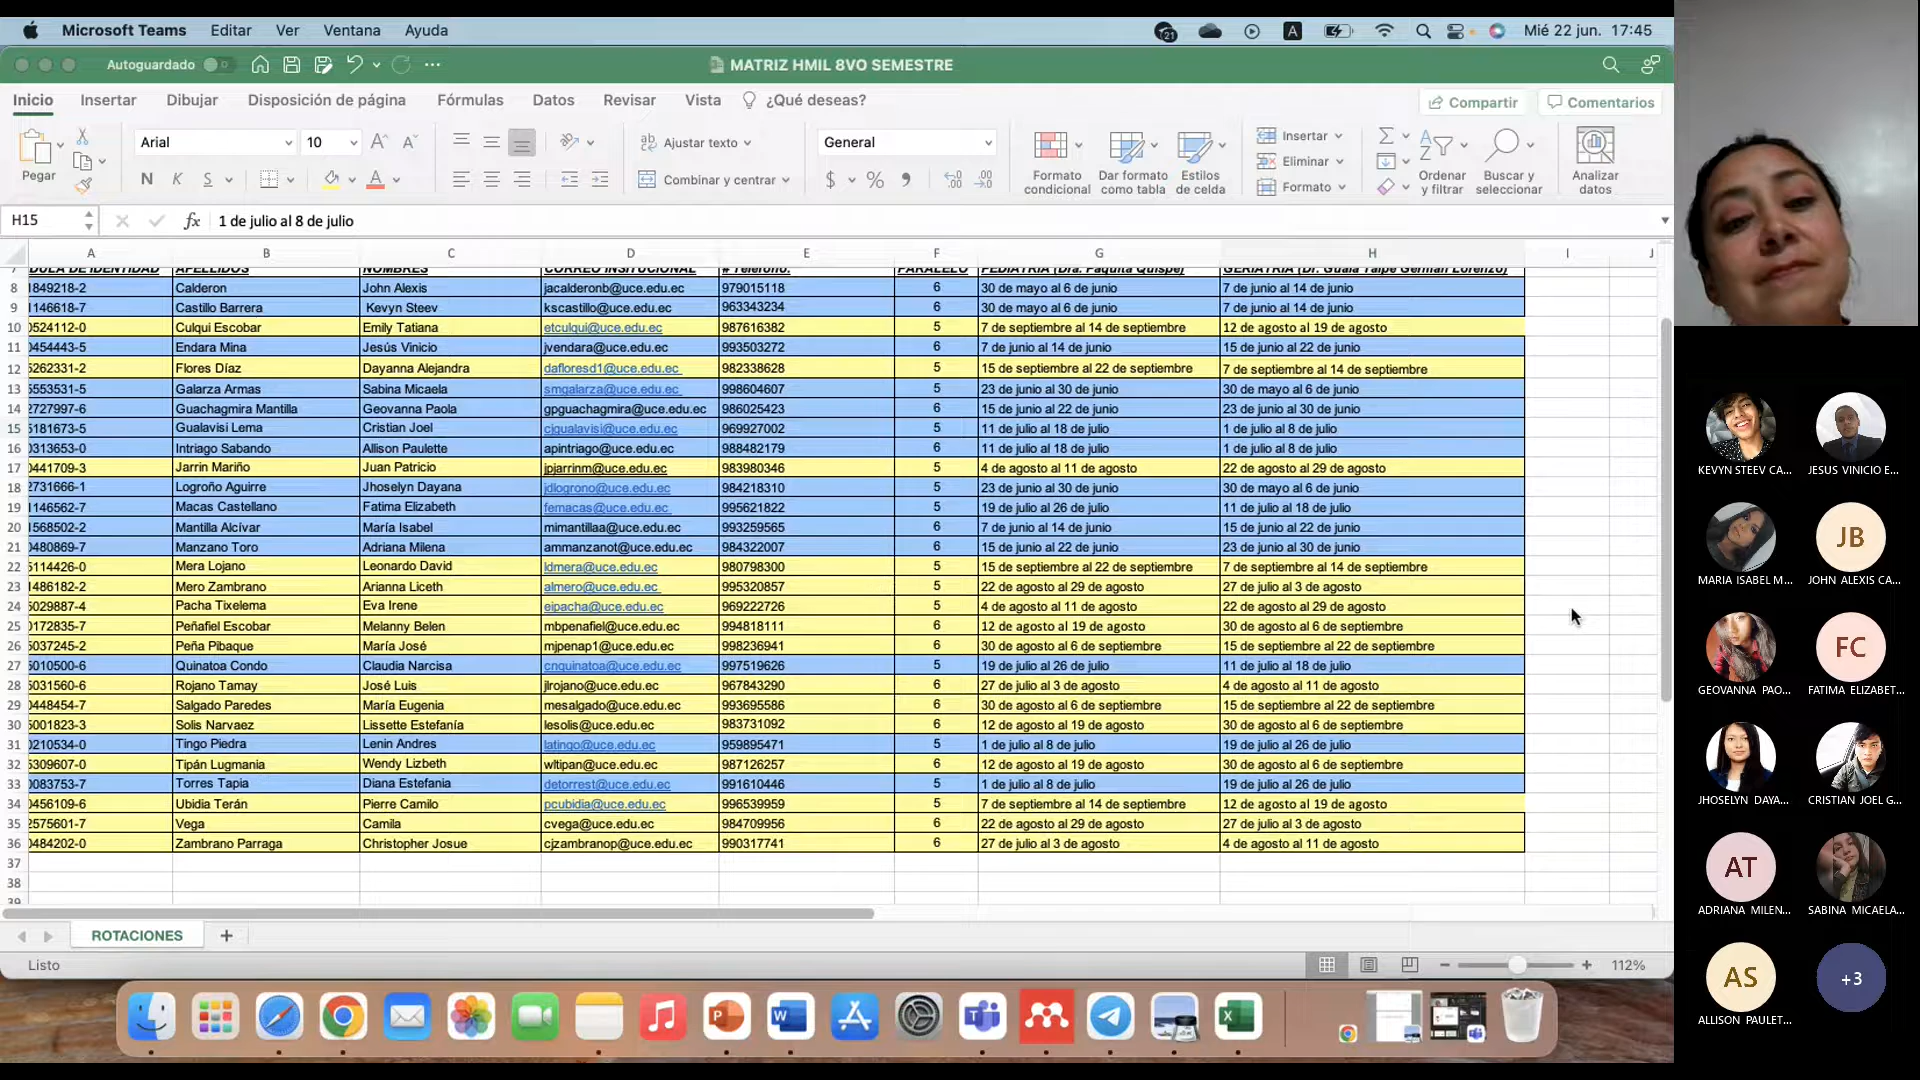 Microsoft Teams Editar Ver Ventana Ayuda 21 A Mié 22 jun. 17:45
Autoguardado MATRIZ HMIL 8VO SEMESTRE
Inicio Insertar Dibujar Disposición de página Fórmulas Datos Revisar Vista ¿Qué deseas? Compartir Comentarios
Pegar Arial 10 Ajustar texto General Formato condicional Dar formato como tabla Estilos de celda Insertar Ordenar y filtrar Buscar y seleccionar Analizar datos
N K S Combinar y centrar $ % Eliminar Formato
H15 fx 1 de julio al 8 de julio
A B C D E F G H I J
7 DULA DE IDENTIDAD APELLIDOS NOMBRES CORREO INSITUCIONAL # Teléfono: PARALELO PEDIATRIA (Dra. Paquita Quispe) GERIATRIA (Dr. Guala Taipe German Lorenzo)
8 1849218-2 Calderon John Alexis jacalderonb@uce.edu.ec 979015118 6 30 de mayo al 6 de junio 7 de junio al 14 de junio
9 1146618-7 Castillo Barrera Kevyn Steev kscastillo@uce.edu.ec 963343234 6 30 de mayo al 6 de junio 7 de junio al 14 de junio
10 0524112-0 Culqui Escobar Emily Tatiana etculqui@uce.edu.ec 987616382 5 7 de septiembre al 14 de septiembre 12 de agosto al 19 de agosto
11 0454443-5 Endara Mina Jesús Vinicio jvendara@uce.edu.ec 993503272 6 7 de junio al 14 de junio 15 de junio al 22 de junio
12 5262331-2 Flores Díaz Dayanna Alejandra dafloresd1@uce.edu.ec 982338628 5 15 de septiembre al 22 de septiembre 7 de septiembre al 14 de septiembre
13 5553531-5 Galarza Armas Sabina Micaela smgalarza@uce.edu.ec 998604607 5 23 de junio al 30 de junio 30 de mayo al 6 de junio
14 2727997-6 Guachagmira Mantilla Geovanna Paola gpguachagmira@uce.edu.ec 986025423 6 15 de junio al 22 de junio 23 de junio al 30 de junio
15 5181673-5 Gualavisi Lema Cristian Joel cjgualavisi@uce.edu.ec 969927002 5 11 de julio al 18 de julio 1 de julio al 8 de julio
16 0313653-0 Intriago Sabando Allison Paulette apintriago@uce.edu.ec 988482179 6 11 de julio al 18 de julio 1 de julio al 8 de julio
17 0441709-3 Jarrin Mariño Juan Patricio jpjarrinm@uce.edu.ec 983980346 5 4 de agosto al 11 de agosto 22 de agosto al 29 de agosto
18 2731666-1 Logroño Aguirre Jhoselyn Dayana jdlogrono@uce.edu.ec 984218310 5 23 de junio al 30 de junio 30 de mayo al 6 de junio
19 1146562-7 Macas Castellano Fatima Elizabeth femacas@uce.edu.ec 995621822 5 19 de julio al 26 de julio 11 de julio al 18 de julio
20 1568502-2 Mantilla Alcívar María Isabel mimantillaa@uce.edu.ec 993259565 6 7 de junio al 14 de junio 15 de junio al 22 de junio
21 0480869-7 Manzano Toro Adriana Milena ammanzanot@uce.edu.ec 984322007 6 15 de junio al 22 de junio 23 de junio al 30 de junio
22 5114426-0 Mera Lojano Leonardo David ldmera@uce.edu.ec 980798300 5 15 de septiembre al 22 de septiembre 7 de septiembre al 14 de septiembre
23 1486182-2 Mero Zambrano Arianna Liceth almero@uce.edu.ec 995320857 5 22 de agosto al 29 de agosto 27 de julio al 3 de agosto
24 5029887-4 Pacha Tixelema Eva Irene eipacha@uce.edu.ec 969222726 5 4 de agosto al 11 de agosto 22 de agosto al 29 de agosto
25 0172835-7 Peñafiel Escobar Melanny Belen mbpenafiel@uce.edu.ec 994818111 6 12 de agosto al 19 de agosto 30 de agosto al 6 de septiembre
26 5037245-2 Peña Pibaque María José mjpenap1@uce.edu.ec 998236941 6 30 de agosto al 6 de septiembre 15 de septiembre al 22 de septiembre
27 5010500-6 Quinatoa Condo Claudia Narcisa cnquinatoa@uce.edu.ec 997519626 5 19 de julio al 26 de julio 11 de julio al 18 de julio
28 5031560-6 Rojano Tamay José Luis jlrojano@uce.edu.ec 967843290 6 27 de julio al 3 de agosto 4 de agosto al 11 de agosto
29 0448454-7 Salgado Paredes María Eugenia mesalgado@uce.edu.ec 993695586 6 30 de agosto al 6 de septiembre 15 de septiembre al 22 de septiembre
30 5001823-3 Solis Narvaez Lissette Estefanía lesolis@uce.edu.ec 983731092 6 12 de agosto al 19 de agosto 30 de agosto al 6 de septiembre
31 0210534-0 Tingo Piedra Lenin Andres latingo@uce.edu.ec 959895471 5 1 de julio al 8 de julio 19 de julio al 26 de julio
32 5309607-0 Tipán Lugmania Wendy Lizbeth wltipan@uce.edu.ec 987126257 6 12 de agosto al 19 de agosto 30 de agosto al 6 de septiembre
33 0083753-7 Torres Tapia Diana Estefania detorrest@uce.edu.ec 991610446 5 1 de julio al 8 de julio 19 de julio al 26 de julio
34 0456109-6 Ubidia Terán Pierre Camilo pcubidia@uce.edu.ec 996539959 5 7 de septiembre al 14 de septiembre 12 de agosto al 19 de agosto
35 2575601-7 Vega Camila cvega@uce.edu.ec 984709956 6 22 de agosto al 29 de agosto 27 de julio al 3 de agosto
36 0484202-0 Zambrano Parraga Christopher Josue cjzambranop@uce.edu.ec 990317741 6 27 de julio al 3 de agosto 4 de agosto al 11 de agosto
37
38
39
ROTACIONES
Listo 112%
KEVYN STEEV CA... JESUS VINICIO E...
JB
MARIA ISABEL M... JOHN ALEXIS CA...
FC
GEOVANNA PAO... FATIMA ELIZABET...
JHOSELYN DAYA... CRISTIAN JOEL G...
AT
ADRIANA MILEN... SABINA MICAELA...
AS +3
ALLISON PAULET...